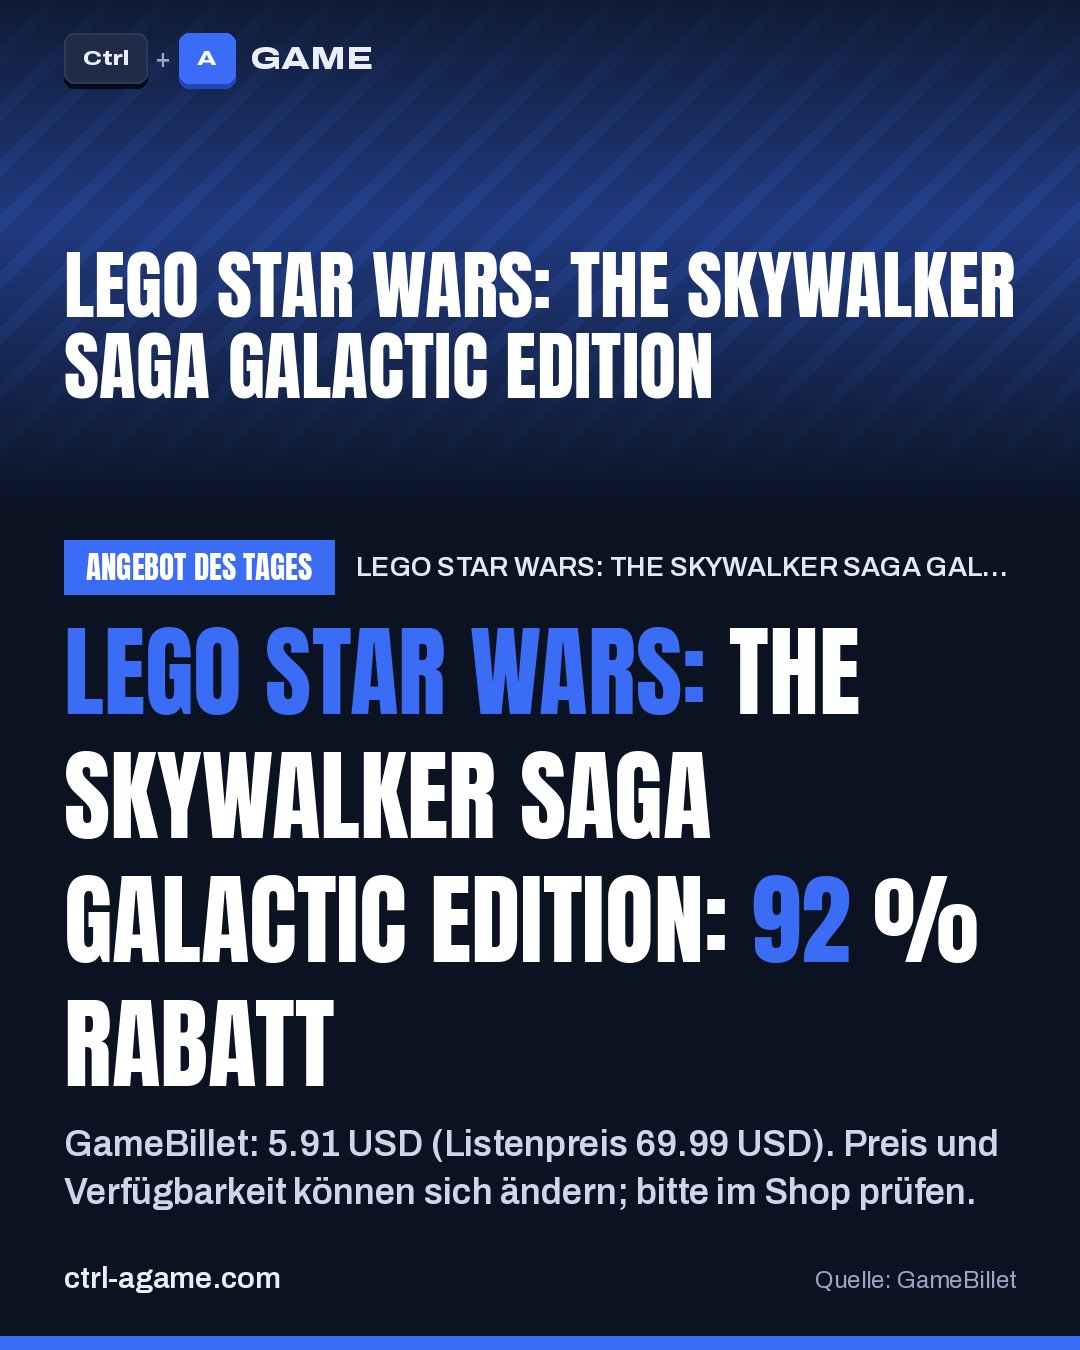 Ctrl + A GAME
LEGO STAR WARS: THE SKYWALKER
SAGA GALACTIC EDITION
ANGEBOT DES TAGES LEGO STAR WARS: THE SKYWALKER SAGA GAL...
LEGO STAR WARS: THE
SKYWALKER SAGA
GALACTIC EDITION: 92 %
RABATT
GameBillet: 5.91 USD (Listenpreis 69.99 USD). Preis und
Verfügbarkeit können sich ändern; bitte im Shop prüfen.
ctrl-agame.com Quelle: GameBillet